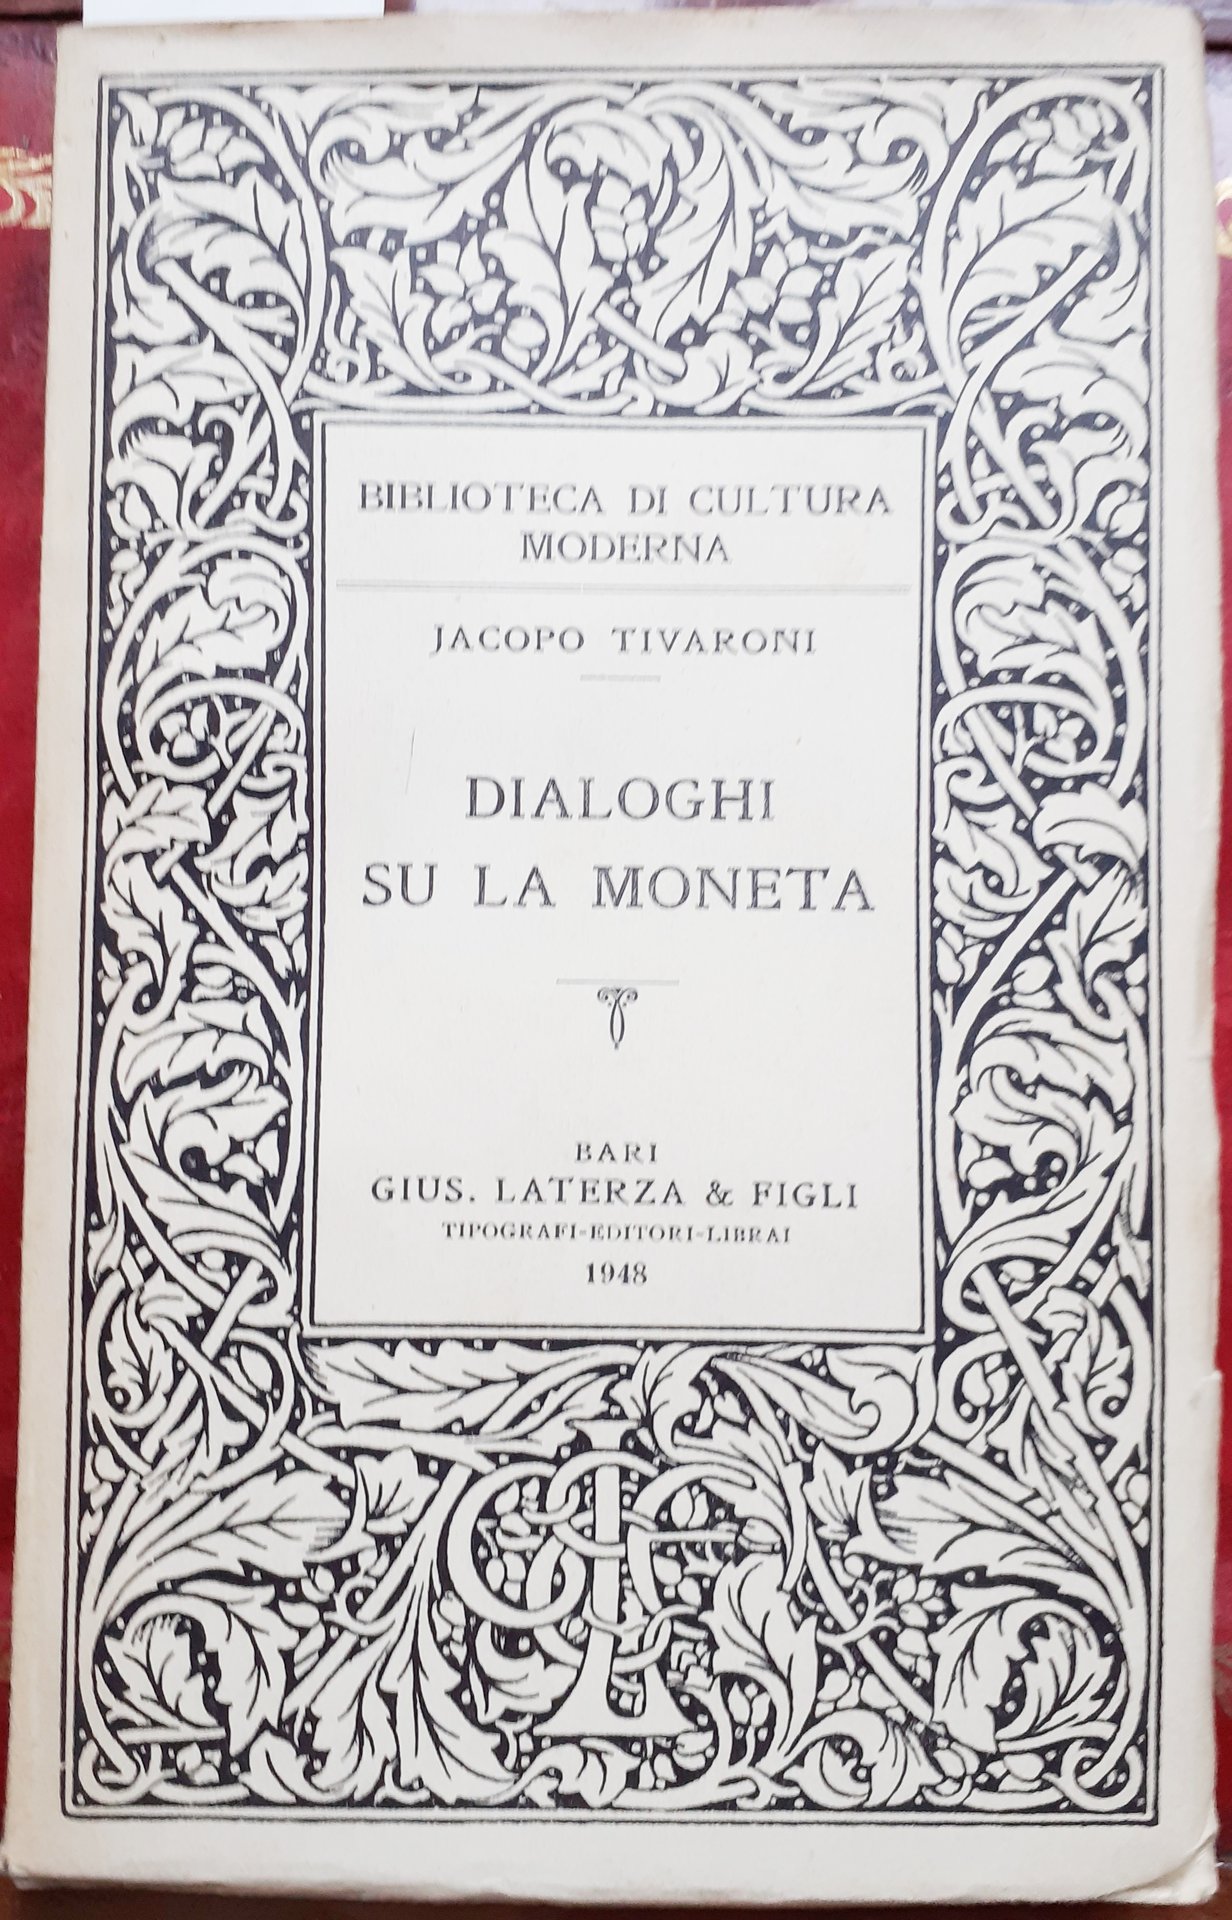 BIBLIOTECA DI CULTURA
MODERNA
JACOPO TIVARONI
DIALOGHI
SU LA MONETA
BARI
GIUS. LATERZA & FIGLI
TIPOGRAFI-EDITORI-LIBRAI
1948